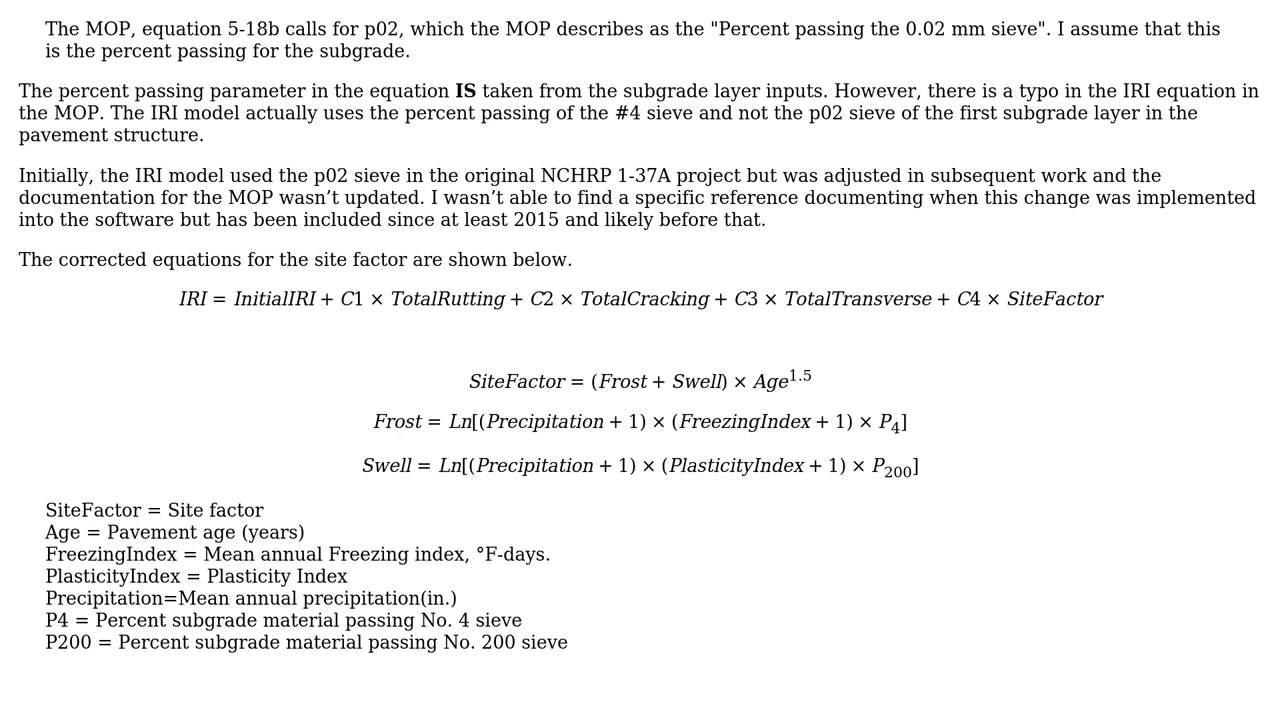 The MOP, equation 5-18b calls for p02, which the MOP describes as the "Percent passing the 0.02 mm sieve". I assume that this
is the percent passing for the subgrade.
The percent passing parameter in the equation IS taken from the subgrade layer inputs. However, there is a typo in the IRI equation in
the MOP. The IRI model actually uses the percent passing of the #4 sieve and not the p02 sieve of the first subgrade layer in the
pavement structure.
Initially, the IRI model used the p02 sieve in the original NCHRP 1-37A project but was adjusted in subsequent work and the
documentation for the MOP wasn’t updated. I wasn’t able to find a specific reference documenting when this change was implemented
into the software but has been included since at least 2015 and likely before that.
The corrected equations for the site factor are shown below.
IRI = InitialIRI + C1 × TotalRutting + C2 × TotalCracking + C3 × TotalTransverse + C4 × SiteFactor
SiteFactor = (Frost + Swell) × Age^1.5
Frost = Ln[(Precipitation + 1) × (FreezingIndex + 1) × P_4]
Swell = Ln[(Precipitation + 1) × (PlasticityIndex + 1) × P_200]
SiteFactor = Site factor
Age = Pavement age (years)
FreezingIndex = Mean annual Freezing index, °F-days.
PlasticityIndex = Plasticity Index
Precipitation=Mean annual precipitation(in.)
P4 = Percent subgrade material passing No. 4 sieve
P200 = Percent subgrade material passing No. 200 sieve